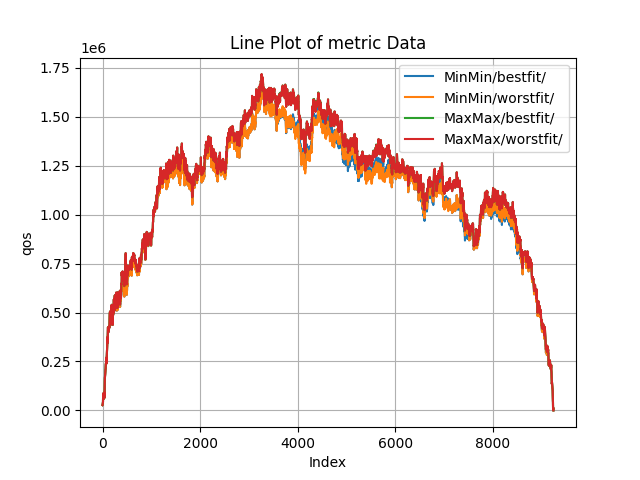 Line Plot of metric Data
1e6
1.75
1.50
1.25
1.00
0.75
0.50
0.25
0.00
qos
0 2000 4000 6000 8000
Index
MinMin/bestfit/
MinMin/worstfit/
MaxMax/bestfit/
MaxMax/worstfit/